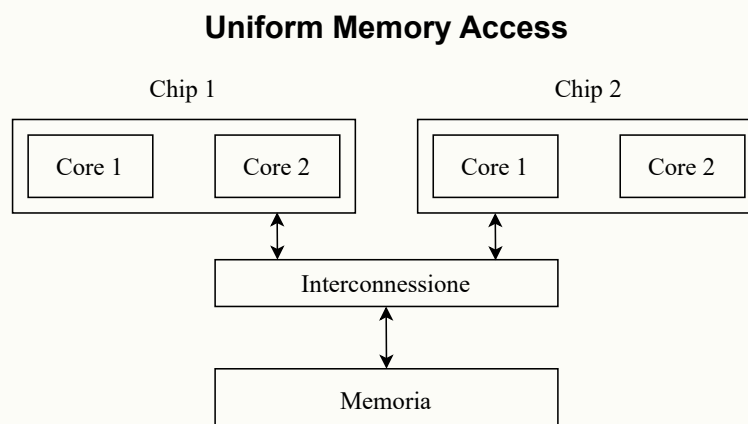 Uniform Memory Access
Chip 1
Chip 2
Core 1
Core 2
Core 1
Core 2
Interconnessione
Memoria